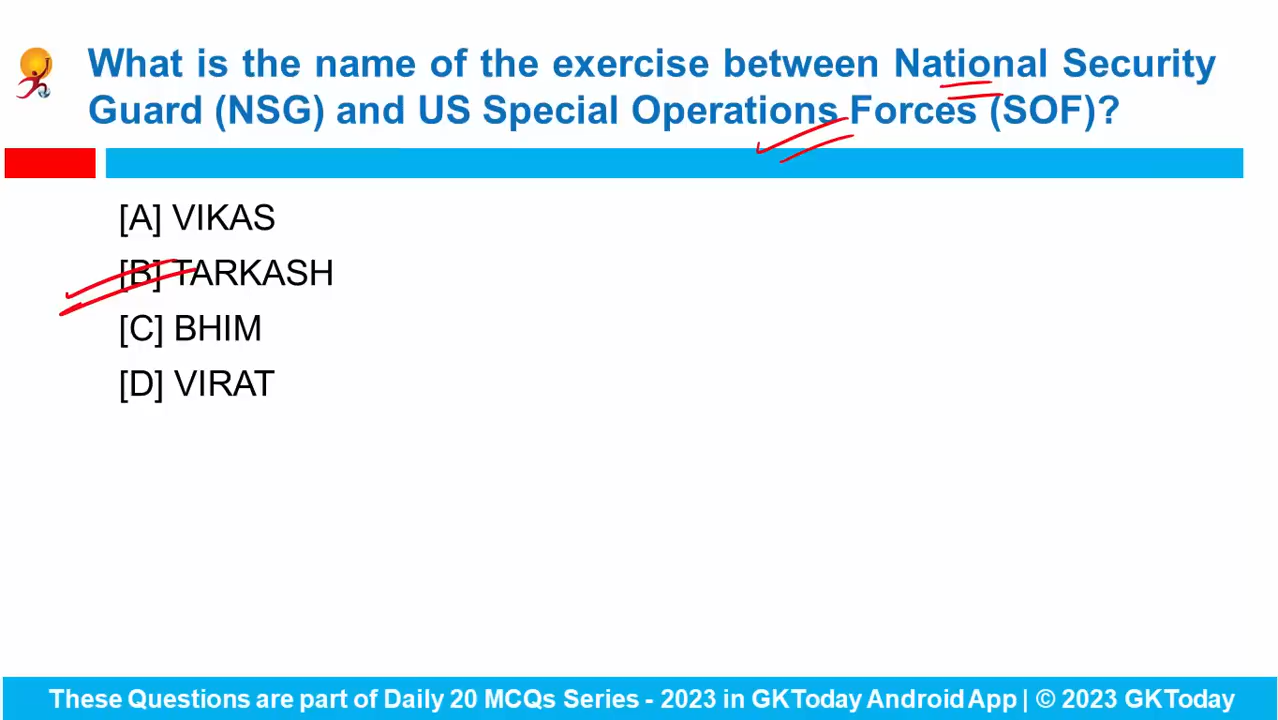 What is the name of the exercise between National Security
Guard (NSG) and US Special Operations Forces (SOF)?
[A] VIKAS
[B] TARKASH
[C] BHIM
[D] VIRAT
These Questions are part of Daily 20 MCQs Series - 2023 in GKToday Android App | © 2023 GKToday